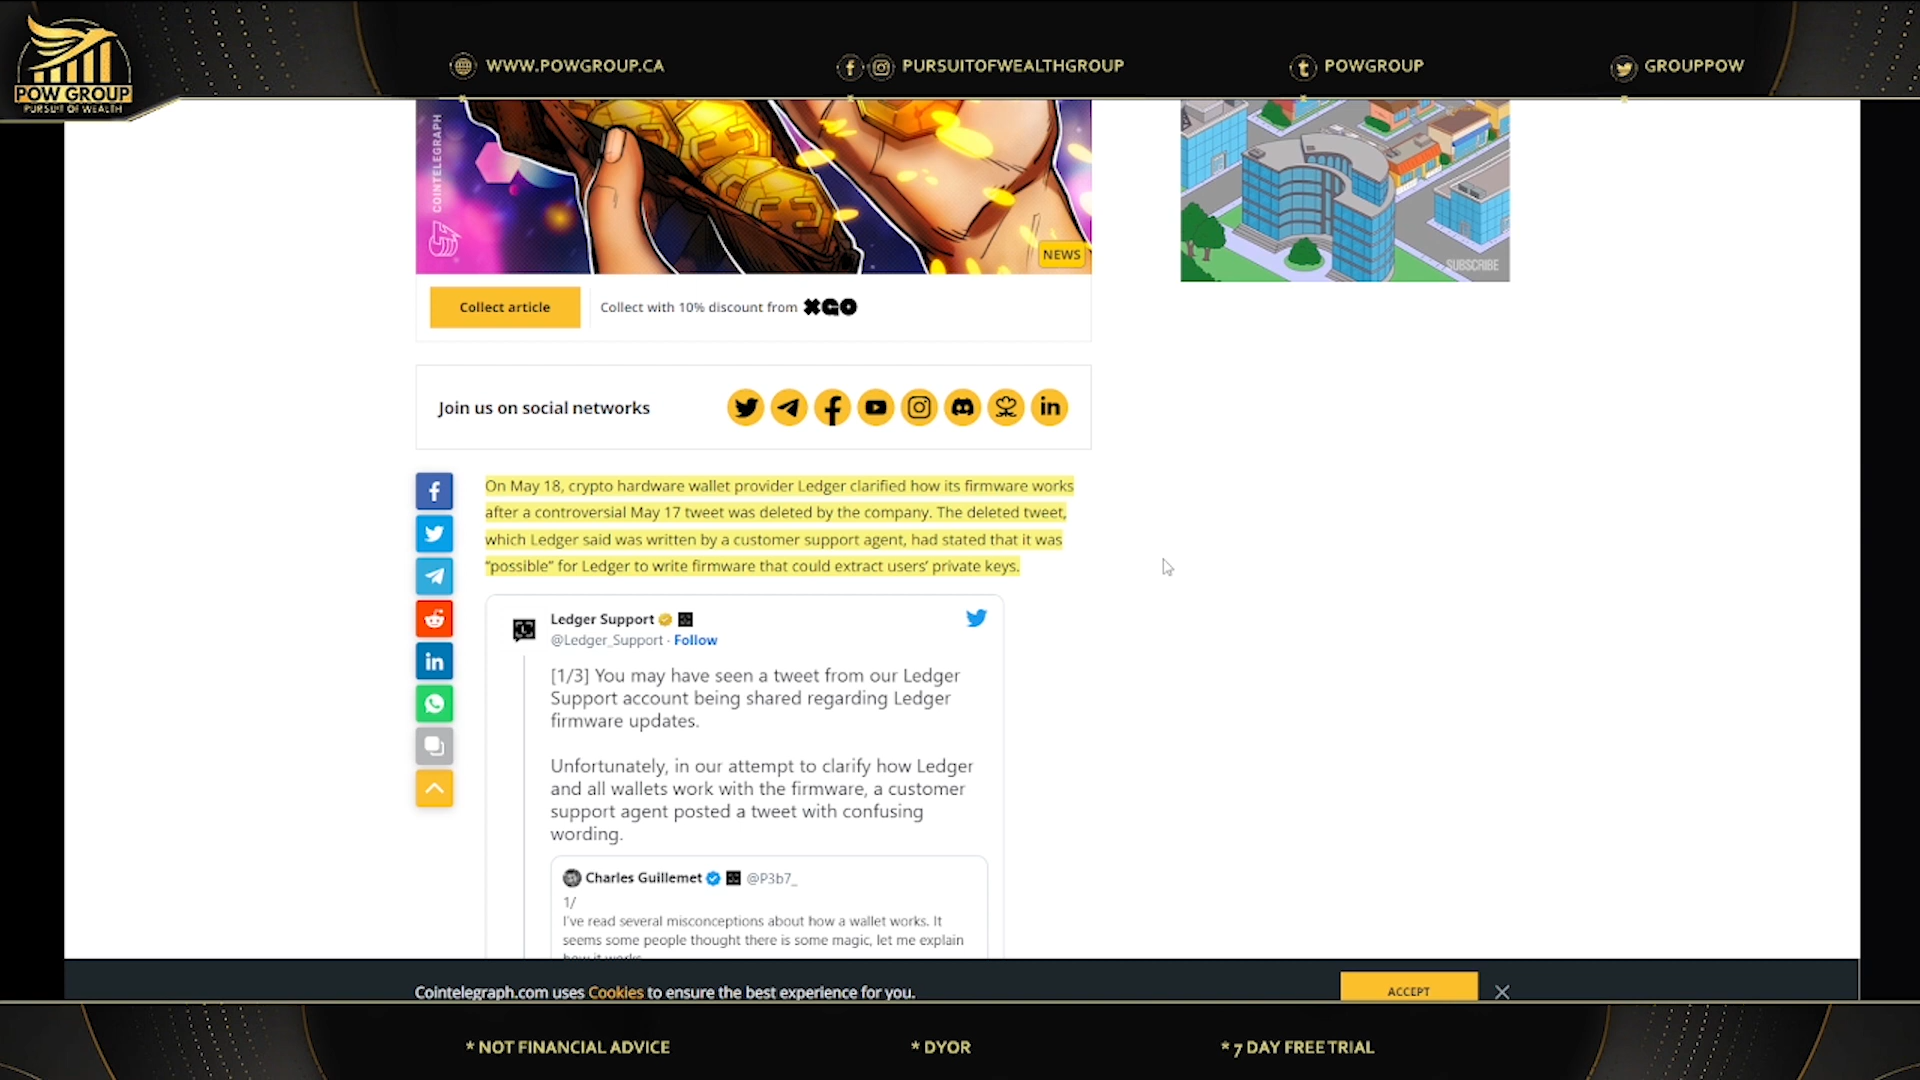 POW GROUP
PURSUIT OF WEALTH
WWW.POWGROUP.CA
PURSUITOFWEALTHGROUP
POWGROUP
GROUPPOW
COINTELEGRAPH
NEWS
SUBSCRIBE
Collect article
Collect with 10% discount from XGO
Join us on social networks
On May 18, crypto hardware wallet provider Ledger clarified how its firmware works
after a controversial May 17 tweet was deleted by the company. The deleted tweet,
which Ledger said was written by a customer support agent, had stated that it was
“possible” for Ledger to write firmware that could extract users’ private keys.
Ledger Support
@Ledger_Support · Follow
[1/3] You may have seen a tweet from our Ledger
Support account being shared regarding Ledger
firmware updates.
Unfortunately, in our attempt to clarify how Ledger
and all wallets work with the firmware, a customer
support agent posted a tweet with confusing
wording.
Charles Guillemet @P3b7_
1/
I've read several misconceptions about how a wallet works. It
seems some people thought there is some magic, let me explain
how it works
Cointelegraph.com uses Cookies to ensure the best experience for you.
ACCEPT
* NOT FINANCIAL ADVICE
* DYOR
* 7 DAY FREE TRIAL